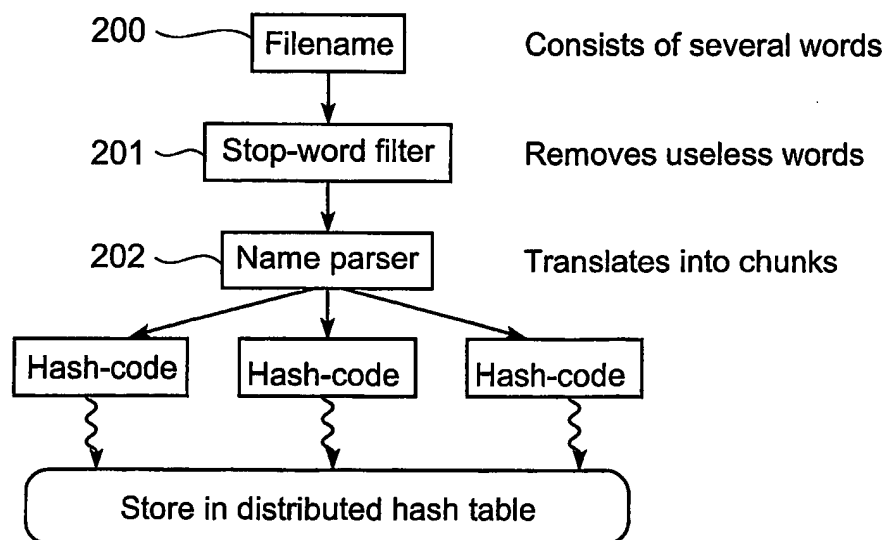 200 Filename Consists of several words
201 Stop-word filter Removes useless words
202 Name parser Translates into chunks
Hash-code Hash-code Hash-code
Store in distributed hash table